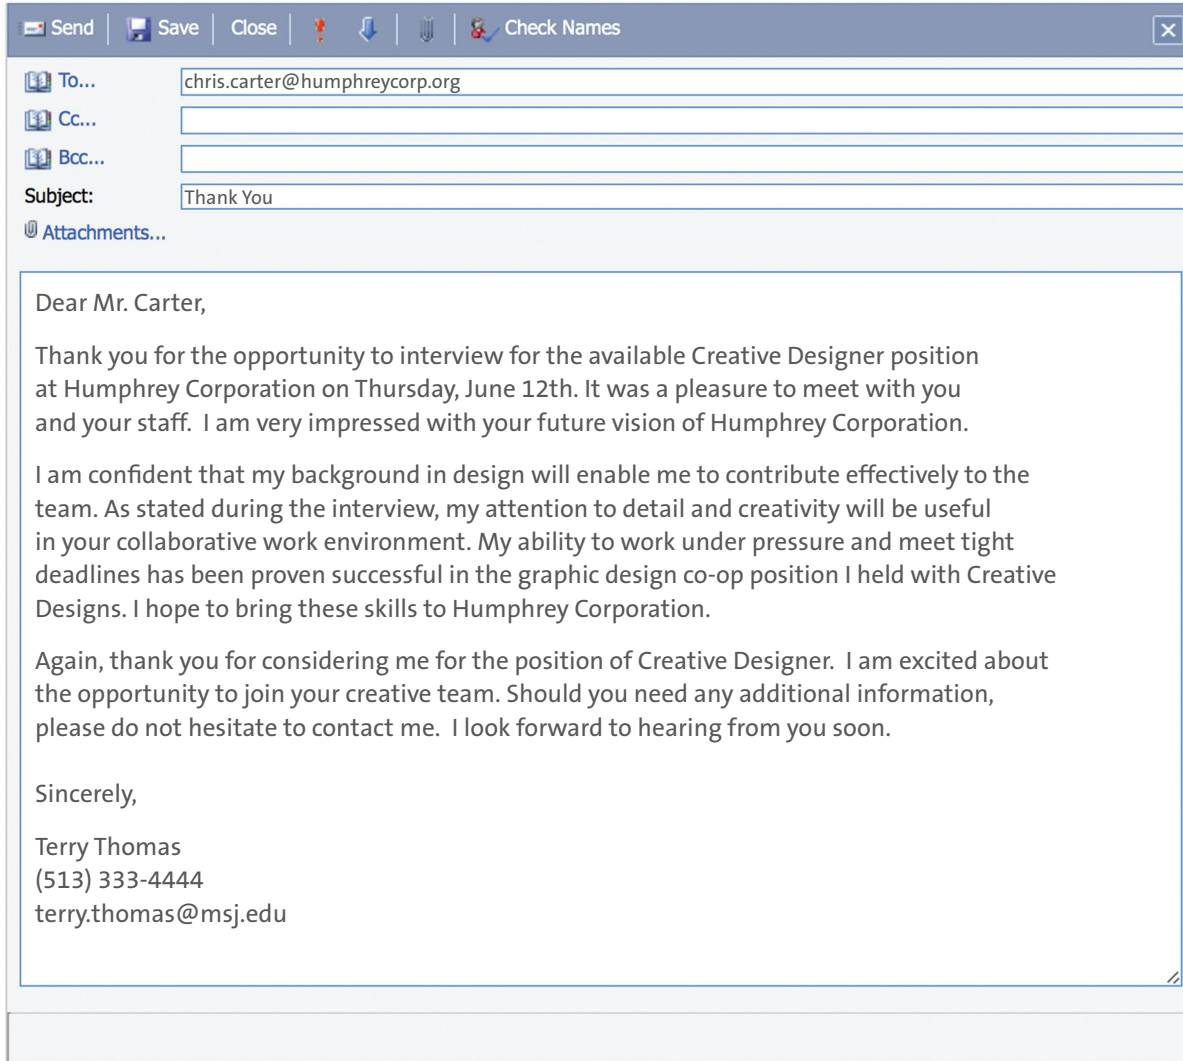 Send Save Close Check Names
To... chris.carter@humphreycorp.org
Cc...
Bcc...
Subject: Thank You
Attachments...
Dear Mr. Carter,
Thank you for the opportunity to interview for the available Creative Designer position
at Humphrey Corporation on Thursday, June 12th. It was a pleasure to meet with you
and your staff.  I am very impressed with your future vision of Humphrey Corporation.
I am confident that my background in design will enable me to contribute effectively to the
team. As stated during the interview, my attention to detail and creativity will be useful
in your collaborative work environment. My ability to work under pressure and meet tight
deadlines has been proven successful in the graphic design co-op position I held with Creative
Designs. I hope to bring these skills to Humphrey Corporation.
Again, thank you for considering me for the position of Creative Designer.  I am excited about
the opportunity to join your creative team. Should you need any additional information,
please do not hesitate to contact me.  I look forward to hearing from you soon.
Sincerely,
Terry Thomas
(513) 333-4444
terry.thomas@msj.edu